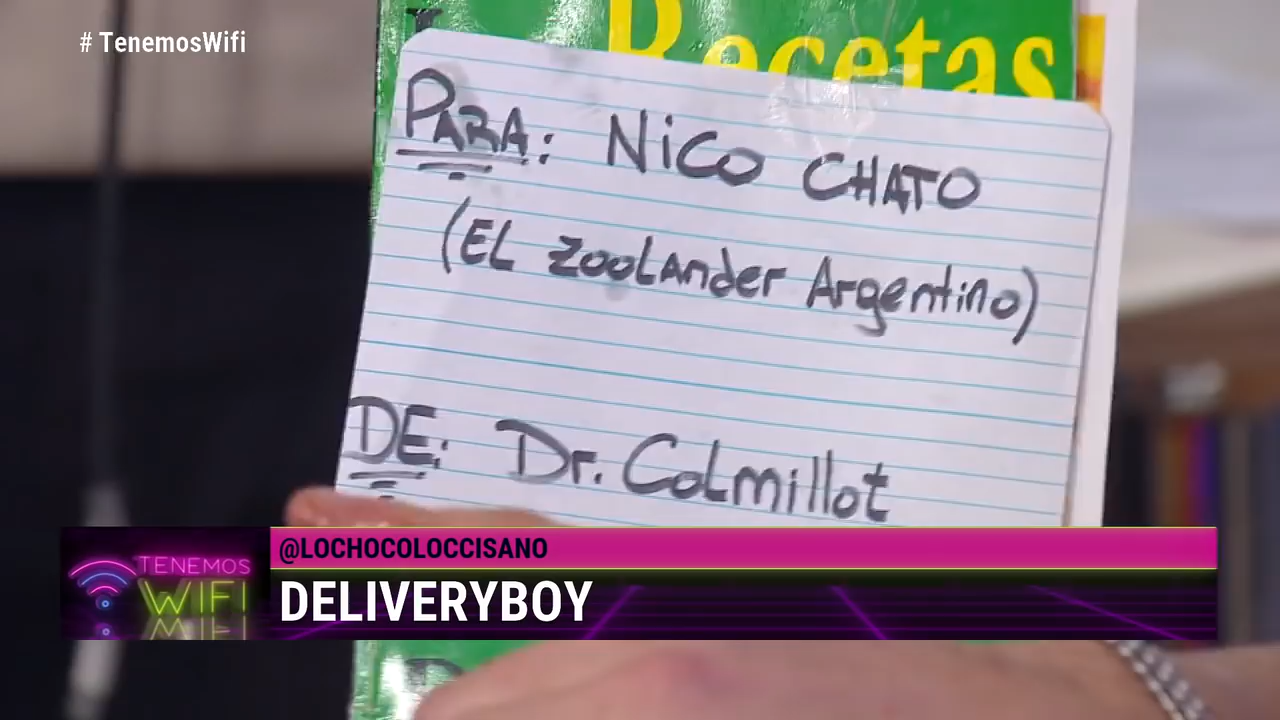 # TenemosWifi
Recetas
PARA: NiCO CHATO
(EL ZooLAnder Argentino)
DE: Dr. CoLmillot
@LOCHOCOLOCCISANO
TENEMOS
WIFI
DELIVERYBOY